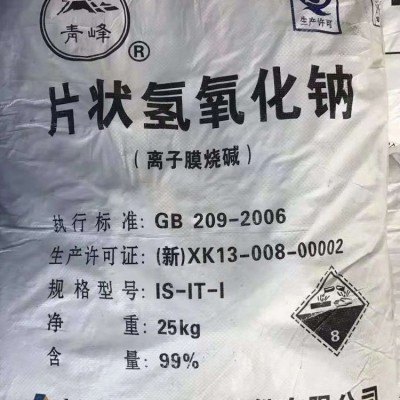 青峰
®
生产许可
片状氢氧化钠
(离子膜烧碱)
执行标准: GB 209-2006
生产许可证: (新)XK13-008-00002
规格型号: IS-IT-I
净重: 25kg
含量: 99%
8